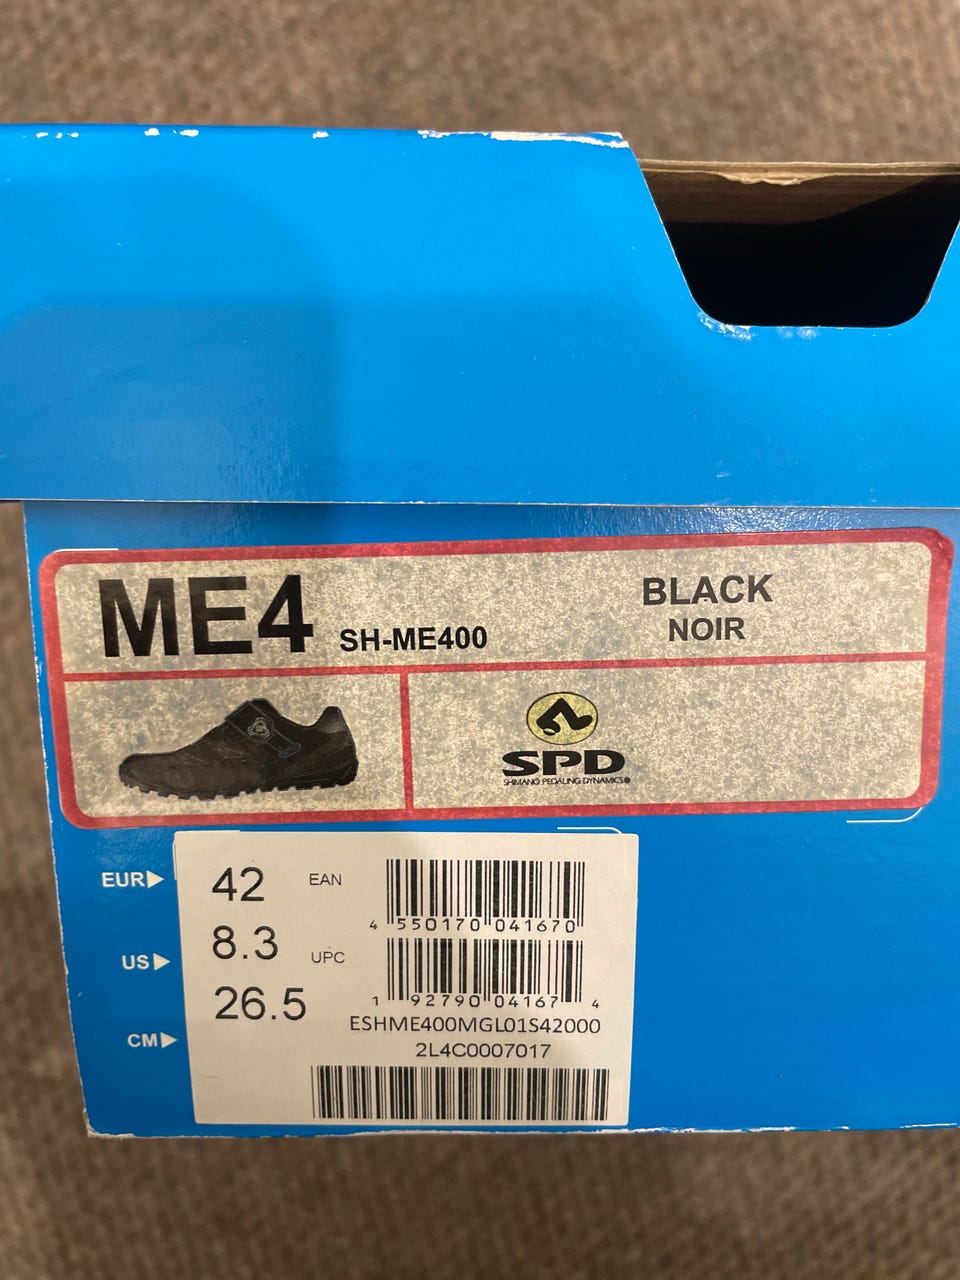 ME4 SH-ME400
BLACK
NOIR
SPD
SHIMANO PEDALING DYNAMICS®
EUR▶ 42
US▶ 8.3
CM▶ 26.5
EAN
4 550170 041670
UPC
1 92790 04167 4
ESHME400MGL01S42000
2L4C0007017